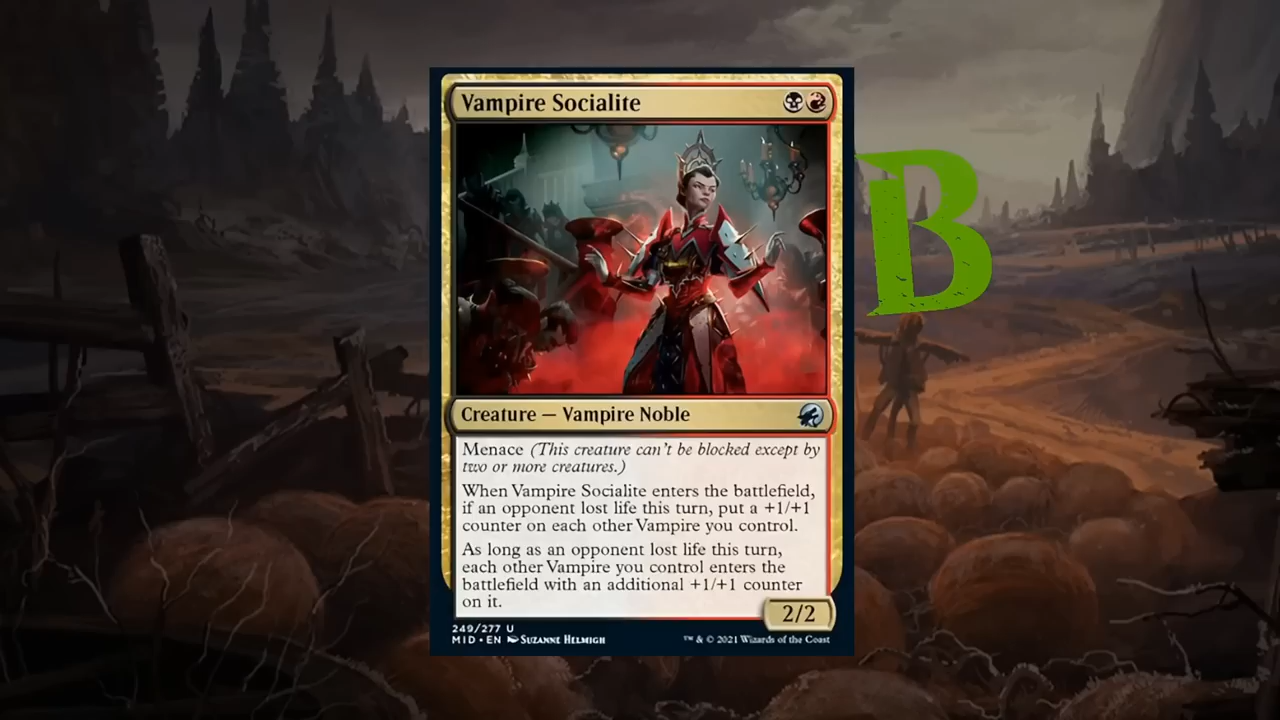 Vampire Socialite
B
Creature — Vampire Noble
Menace (This creature can't be blocked except by
two or more creatures.)
When Vampire Socialite enters the battlefield,
if an opponent lost life this turn, put a +1/+1
counter on each other Vampire you control.
As long as an opponent lost life this turn,
each other Vampire you control enters the
battlefield with an additional +1/+1 counter
on it.
2/2
249/277 U
MID • EN SUZANNE HELMIGH
™ & © 2021 Wizards of the Coast